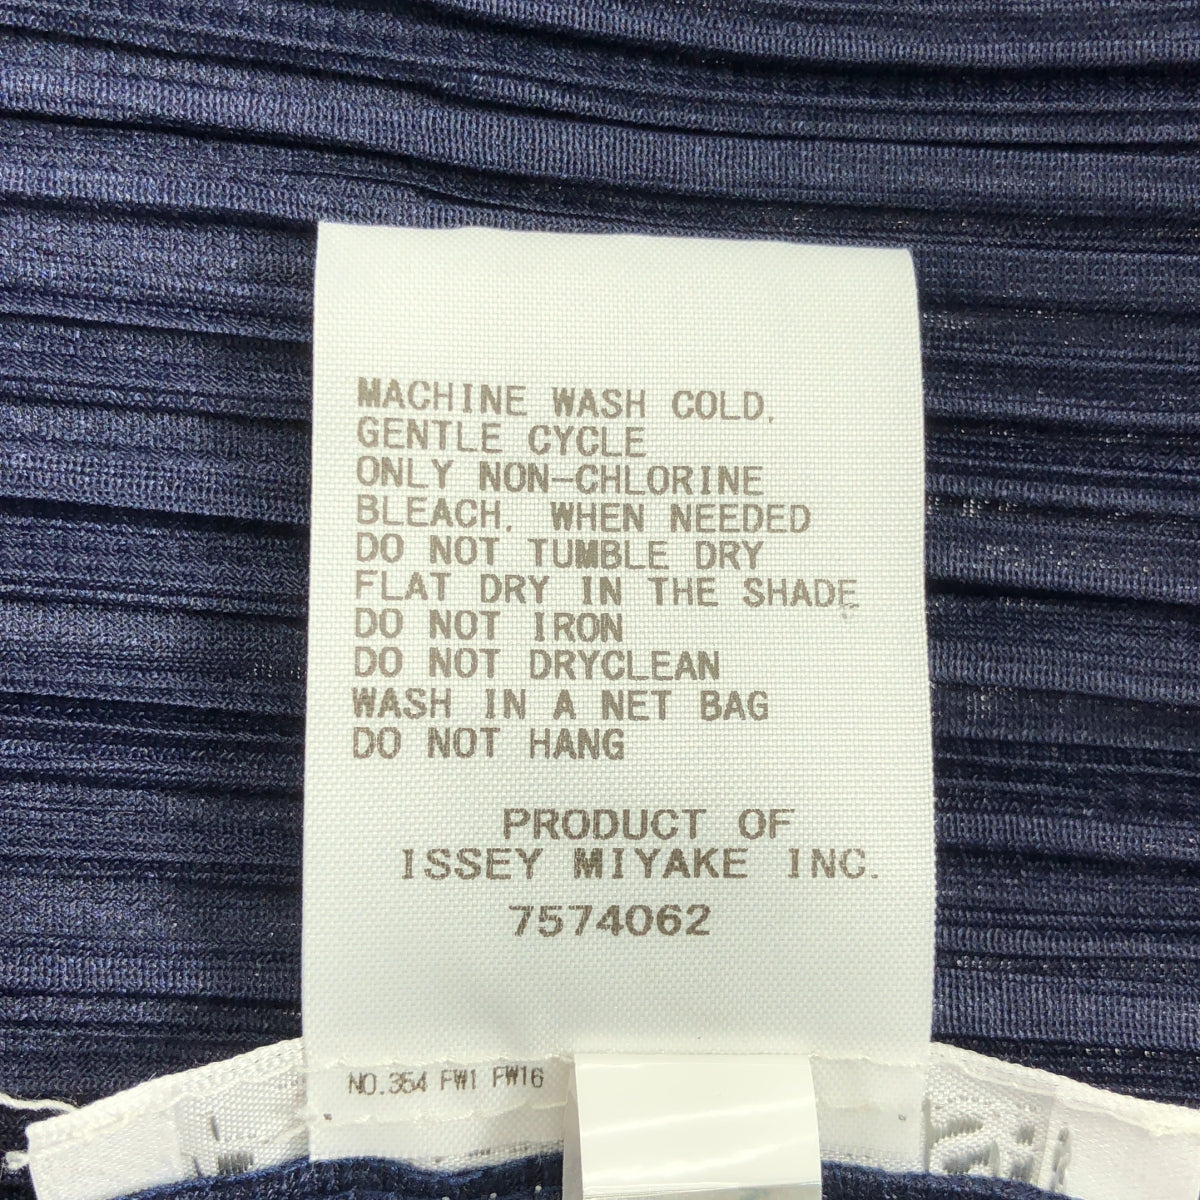 MACHINE WASH COLD.
GENTLE CYCLE
ONLY NON-CHLORINE
BLEACH. WHEN NEEDED
DO NOT TUMBLE DRY
FLAT DRY IN THE SHADE
DO NOT IRON
DO NOT DRYCLEAN
WASH IN A NET BAG
DO NOT HANG
PRODUCT OF
ISSEY MIYAKE INC.
7574062
NO.354 FW1 FW16